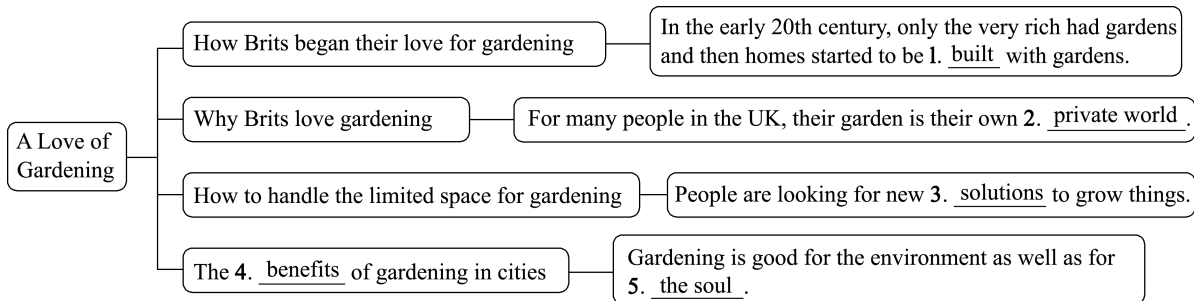 A Love of
Gardening
How Brits began their love for gardening
In the early 20th century, only the very rich had gardens
and then homes started to be 1. built with gardens.
Why Brits love gardening
For many people in the UK, their garden is their own 2. private world.
How to handle the limited space for gardening
People are looking for new 3. solutions to grow things.
The 4. benefits of gardening in cities
Gardening is good for the environment as well as for
5. the soul.